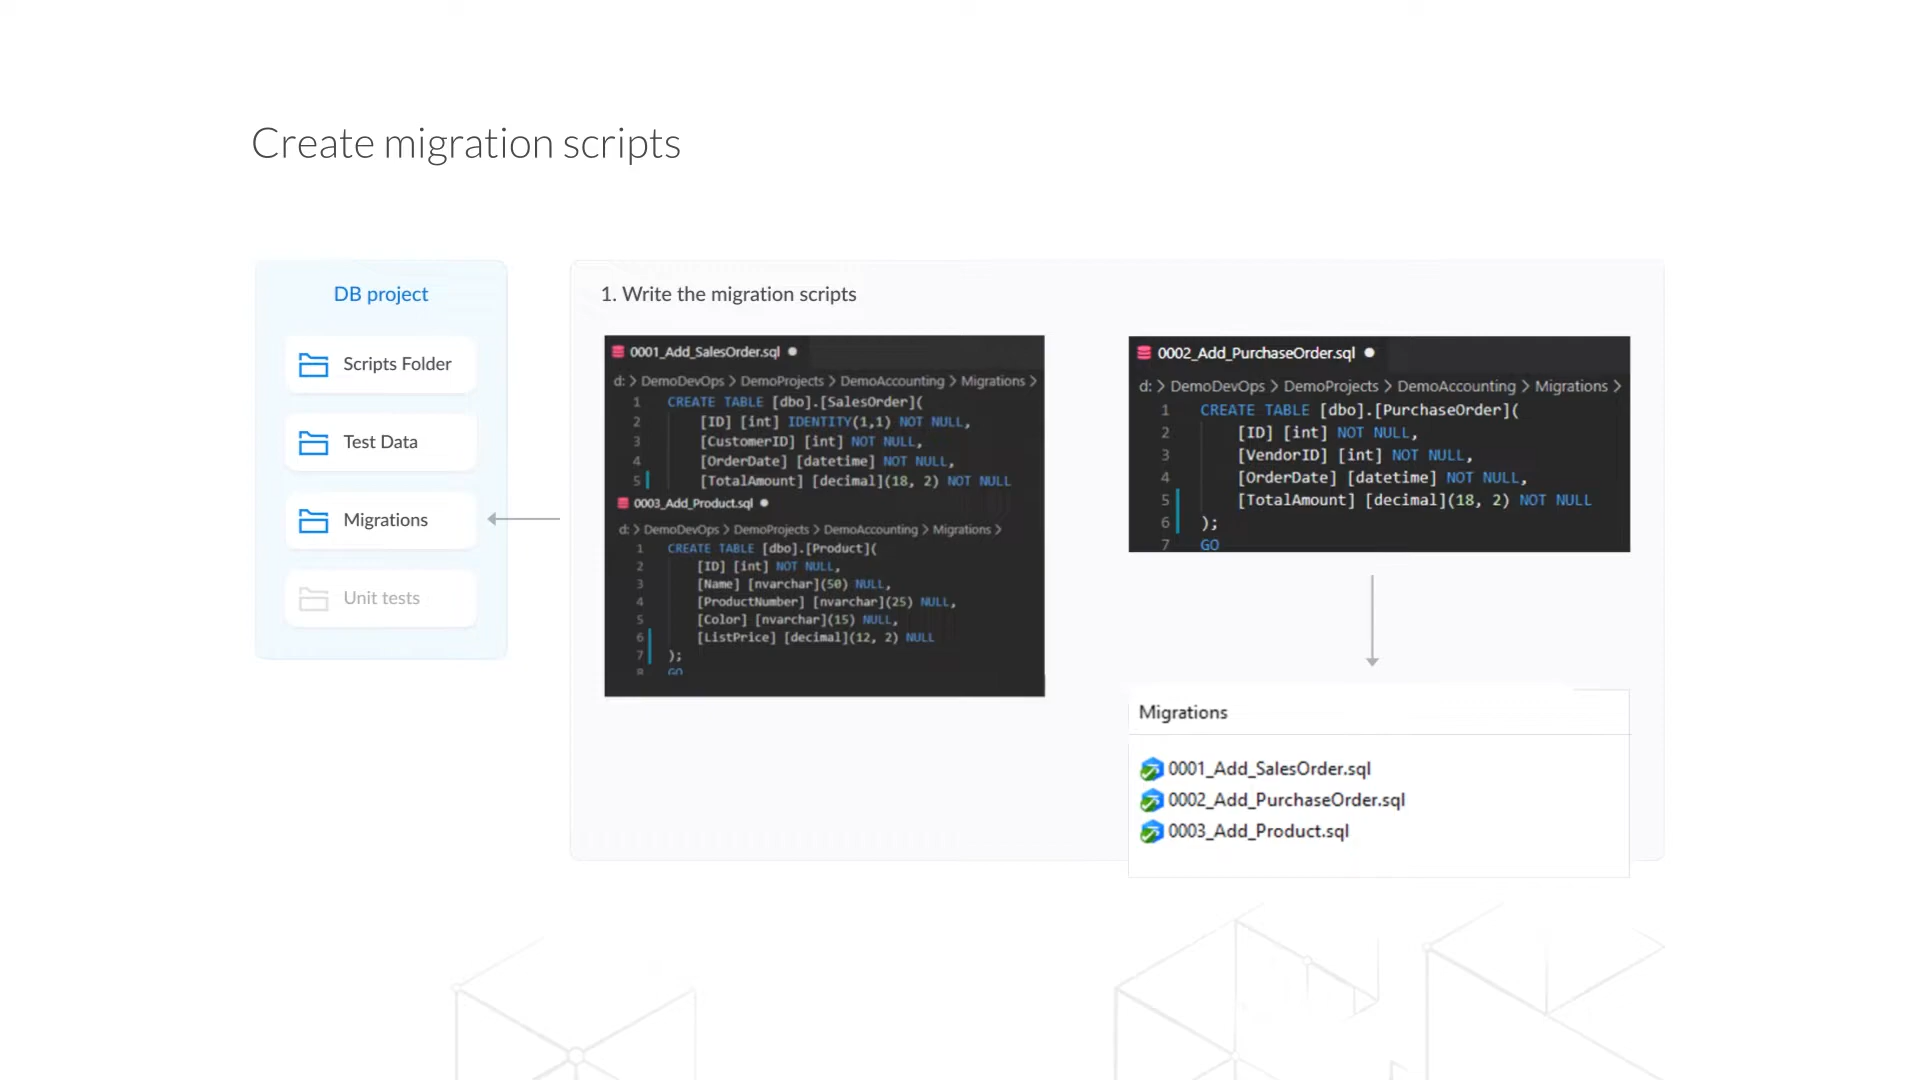 Create migration scripts
DB project
Scripts Folder
Test Data
Migrations
Unit tests
1. Write the migration scripts
0001_Add_SalesOrder.sql
d: > DemoDevOps > DemoProjects > DemoAccounting > Migrations >
1 CREATE TABLE [dbo].[SalesOrder](
2 [ID] [int] IDENTITY(1,1) NOT NULL,
3 [CustomerID] [int] NOT NULL,
4 [OrderDate] [datetime] NOT NULL,
5 [TotalAmount] [decimal](18, 2) NOT NULL
0003_Add_Product.sql
d: > DemoDevOps > DemoProjects > DemoAccounting > Migrations >
1 CREATE TABLE [dbo].[Product](
2 [ID] [int] NOT NULL,
3 [Name] [nvarchar](50) NULL,
4 [ProductNumber] [nvarchar](25) NULL,
5 [Color] [nvarchar](15) NULL,
6 [ListPrice] [decimal](12, 2) NULL
7 );
8 GO
0002_Add_PurchaseOrder.sql
d: > DemoDevOps > DemoProjects > DemoAccounting > Migrations >
1 CREATE TABLE [dbo].[PurchaseOrder](
2 [ID] [int] NOT NULL,
3 [VendorID] [int] NOT NULL,
4 [OrderDate] [datetime] NOT NULL,
5 [TotalAmount] [decimal](18, 2) NOT NULL
6 );
7 GO
Migrations
0001_Add_SalesOrder.sql
0002_Add_PurchaseOrder.sql
0003_Add_Product.sql